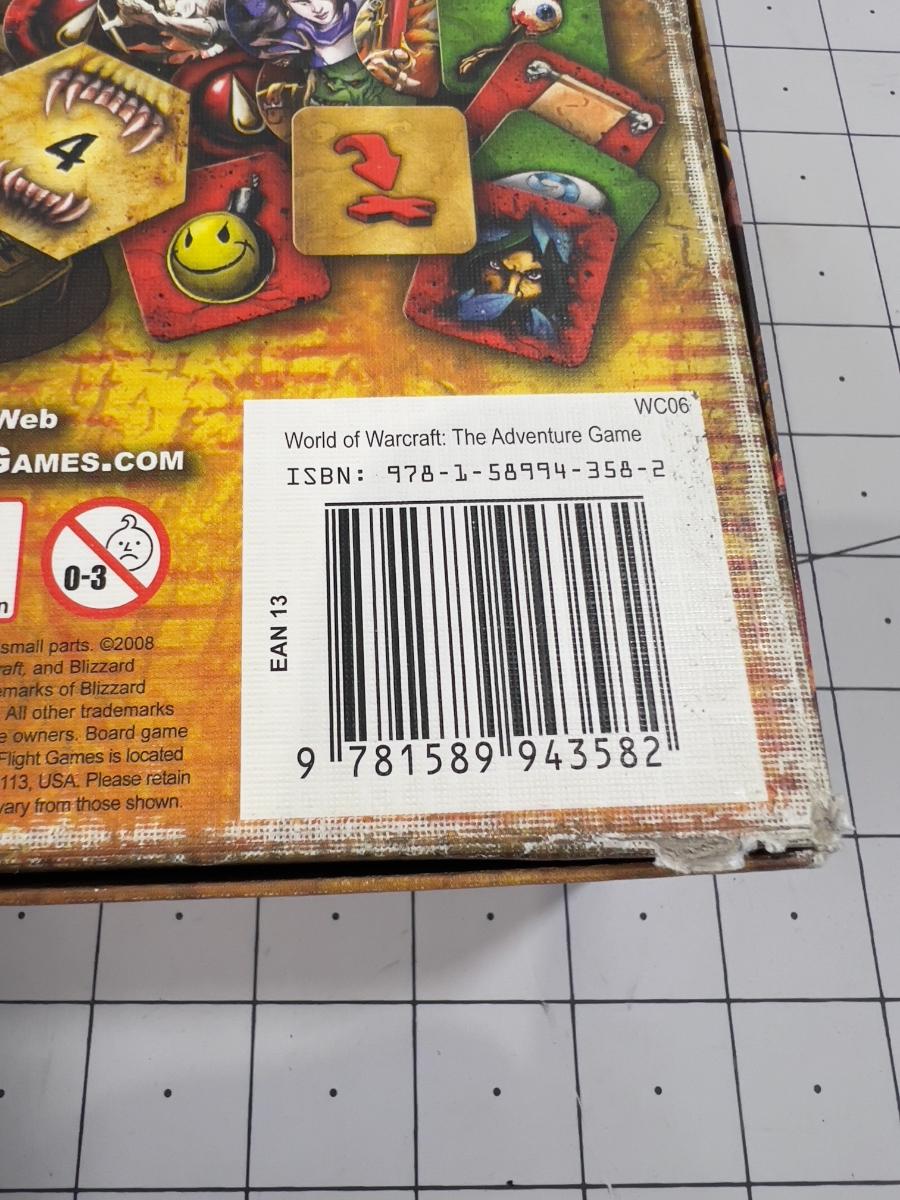 4
Web
GAMES.COM
WC06
World of Warcraft: The Adventure Game
ISBN: 978-1-58994-358-2
EAN 13
9 781589 943582
0-3
n
small parts. ©2008
raft, and Blizzard
emarks of Blizzard
All other trademarks
e owners. Board game
Flight Games is located
113, USA. Please retain
vary from those shown.